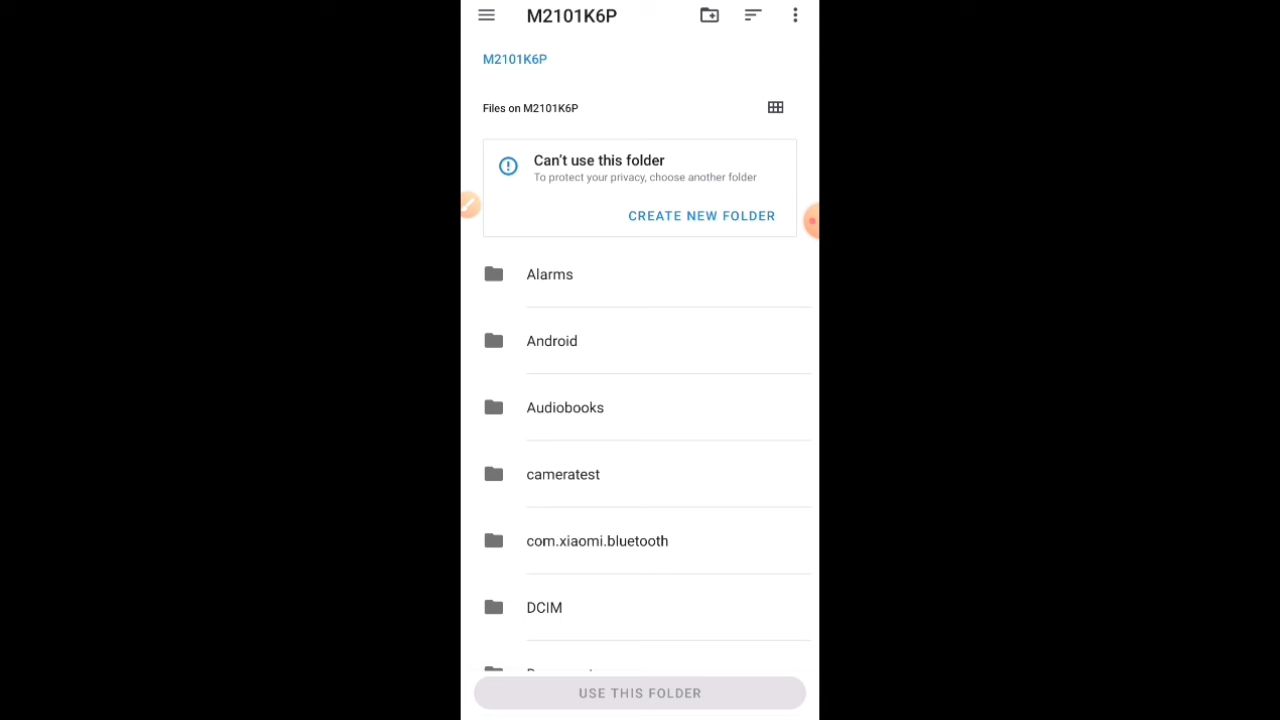 M2101K6P
M2101K6P
Files on M2101K6P
Can't use this folder
To protect your privacy, choose another folder
CREATE NEW FOLDER
Alarms
Android
Audiobooks
cameratest
com.xiaomi.bluetooth
DCIM
USE THIS FOLDER